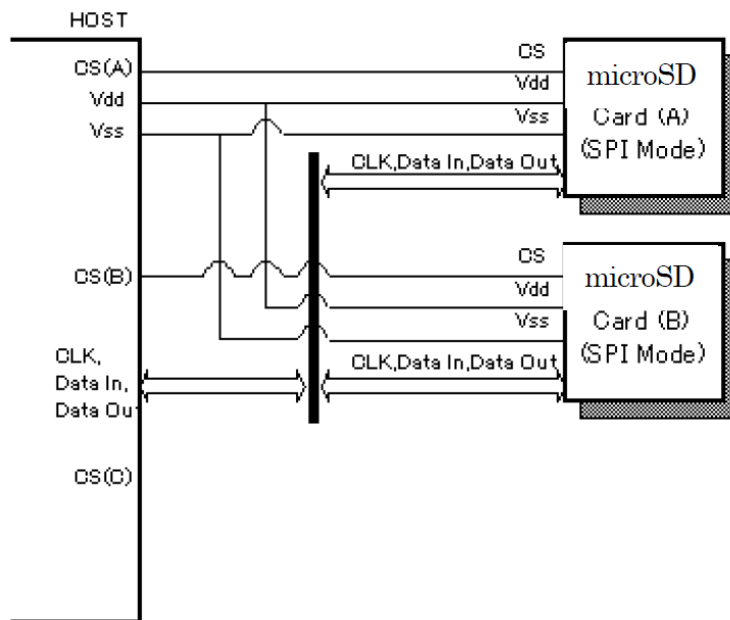 HOST
CS(A)
Vdd
Vss
CS
Vdd
Vss
microSD
Card (A)
(SPI Mode)
CLK,Data In,Data Out
CS(B)
CS
Vdd
Vss
microSD
Card (B)
(SPI Mode)
CLK,
Data In,
Data Out
CLK,Data In,Data Out
CS(C)